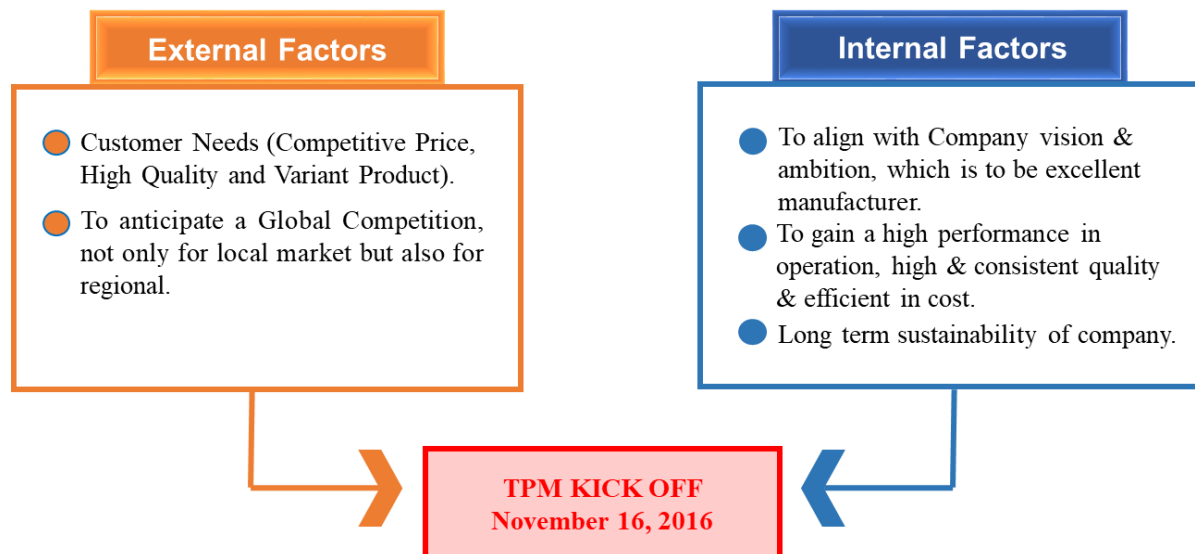 External Factors
Customer Needs (Competitive Price,
High Quality and Variant Product).
To anticipate a Global Competition,
not only for local market but also for
regional.
Internal Factors
To align with Company vision &
ambition, which is to be excellent
manufacturer.
To gain a high performance in
operation, high & consistent quality
& efficient in cost.
Long term sustainability of company.
TPM KICK OFF
November 16, 2016